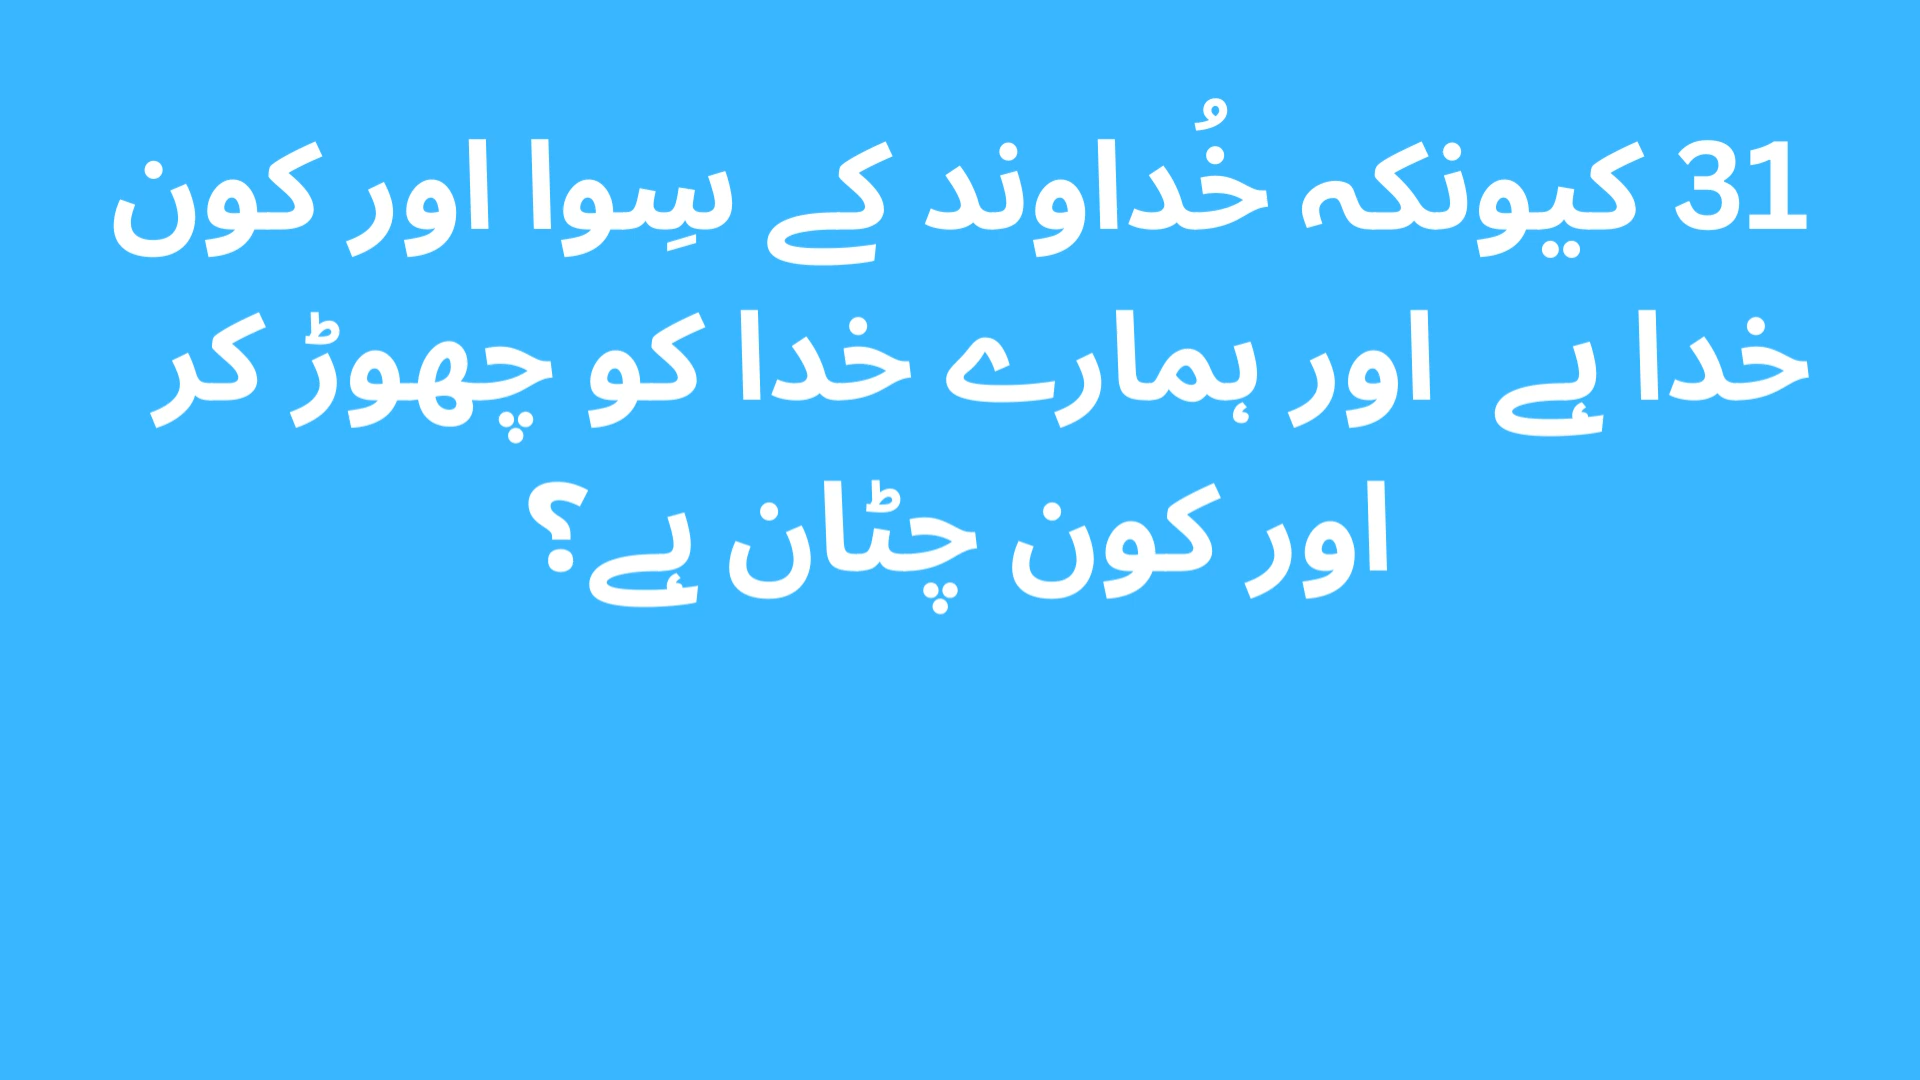 31 کیونکہ خُداوند کے سِوا اور کون
خدا ہے اور ہمارے خدا کو چھوڑ کر
اور کون چٹان ہے؟